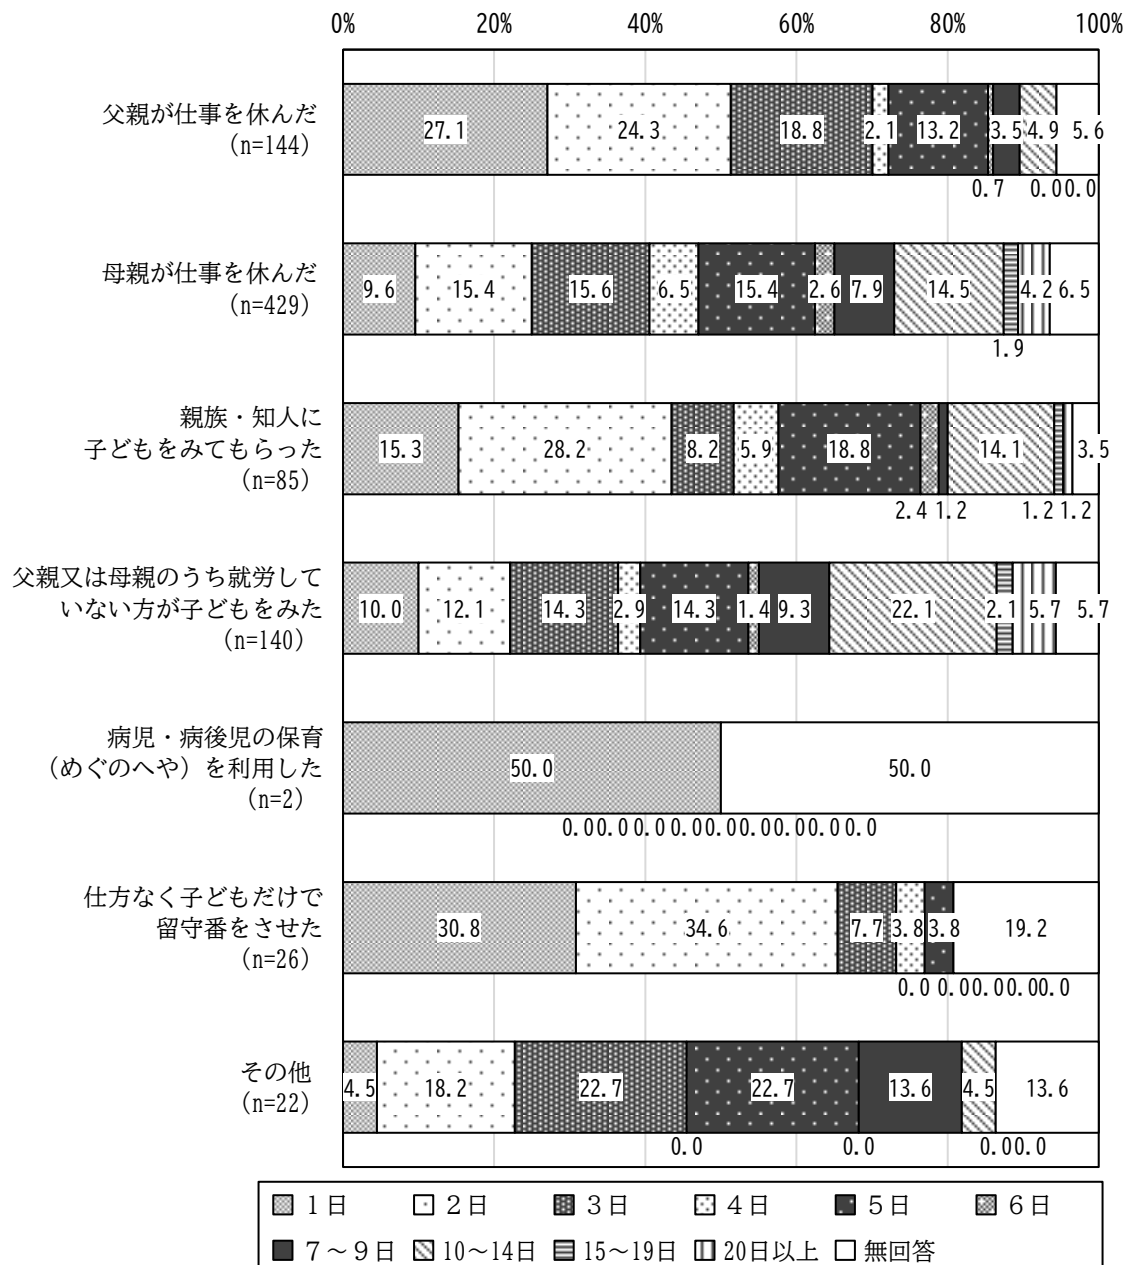 0% 20% 40% 60% 80% 100%
父親が仕事を休んだ
(n=144)
27.1 24.3 18.8 2.1 13.2 3.5 4.9 5.6
0.7 0.0 0.0
母親が仕事を休んだ
(n=429)
9.6 15.4 15.6 6.5 15.4 2.6 7.9 14.5 4.2 6.5
1.9
親族・知人に
子どもをみてもらった
(n=85)
15.3 28.2 8.2 5.9 18.8 14.1 3.5
2.4 1.2 1.2 1.2
父親又は母親のうち就労して
いない方が子どもをみた
(n=140)
10.0 12.1 14.3 2.9 14.3 1.4 9.3 22.1 2.1 5.7 5.7
病児・病後児の保育
（めぐのへや）を利用した
(n=2)
50.0 50.0
0.0 0.0 0.0 0.0 0.0 0.0 0.0 0.0 0.0
仕方なく子どもだけで
留守番をさせた
(n=26)
30.8 34.6 7.7 3.8 3.8 19.2
0.0 0.0 0.0 0.0 0.0
その他
(n=22)
4.5 18.2 22.7 22.7 13.6 4.5 13.6
0.0 0.0 0.0 0.0
１日 ２日 ３日 ４日 ５日 ６日
７～９日 10～14日 15～19日 20日以上 無回答